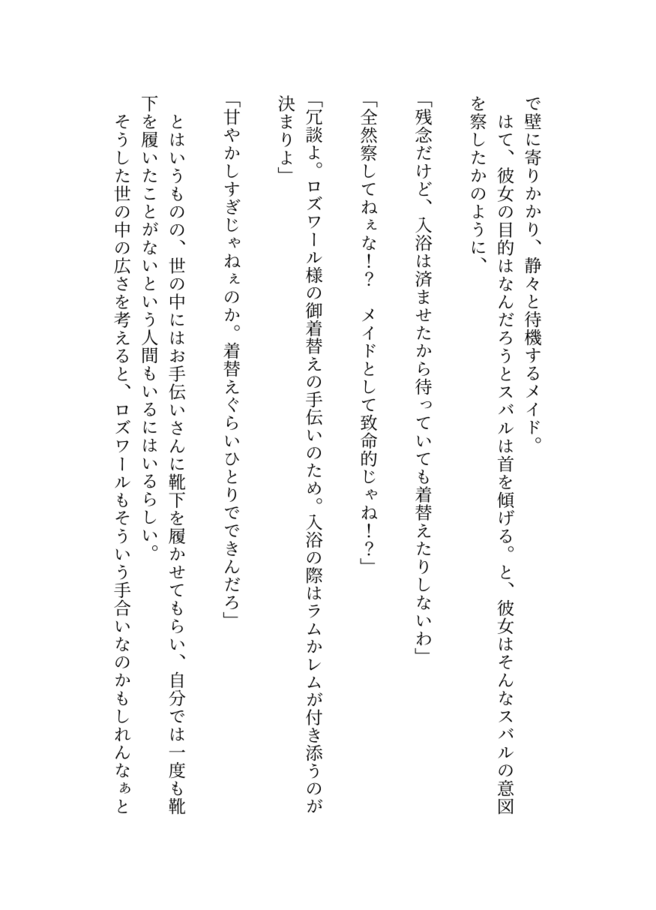 で壁に寄りかかり、静々と待機するメイド。
　はて、彼女の目的はなんだろうとスバルは首を傾げる。と、彼女はそんなスバルの意図
を察したかのように、
「残念だけど、入浴は済ませたから待っていても着替えたりしないわ」
「全然察してねぇな！？　メイドとして致命的じゃね！？」
「冗談よ。ロズワール様の御着替えの手伝いのため。入浴の際はラムかレムが付き添うのが
決まりよ」
「甘やかしすぎじゃねぇのか。着替えぐらいひとりでできんだろ」
　とはいうものの、世の中にはお手伝いさんに靴下を履かせてもらい、自分では一度も靴
下を履いたことがないという人間もいるにはいるらしい。
　そうした世の中の広さを考えると、ロズワールもそういう手合いなのかもしれんなぁと